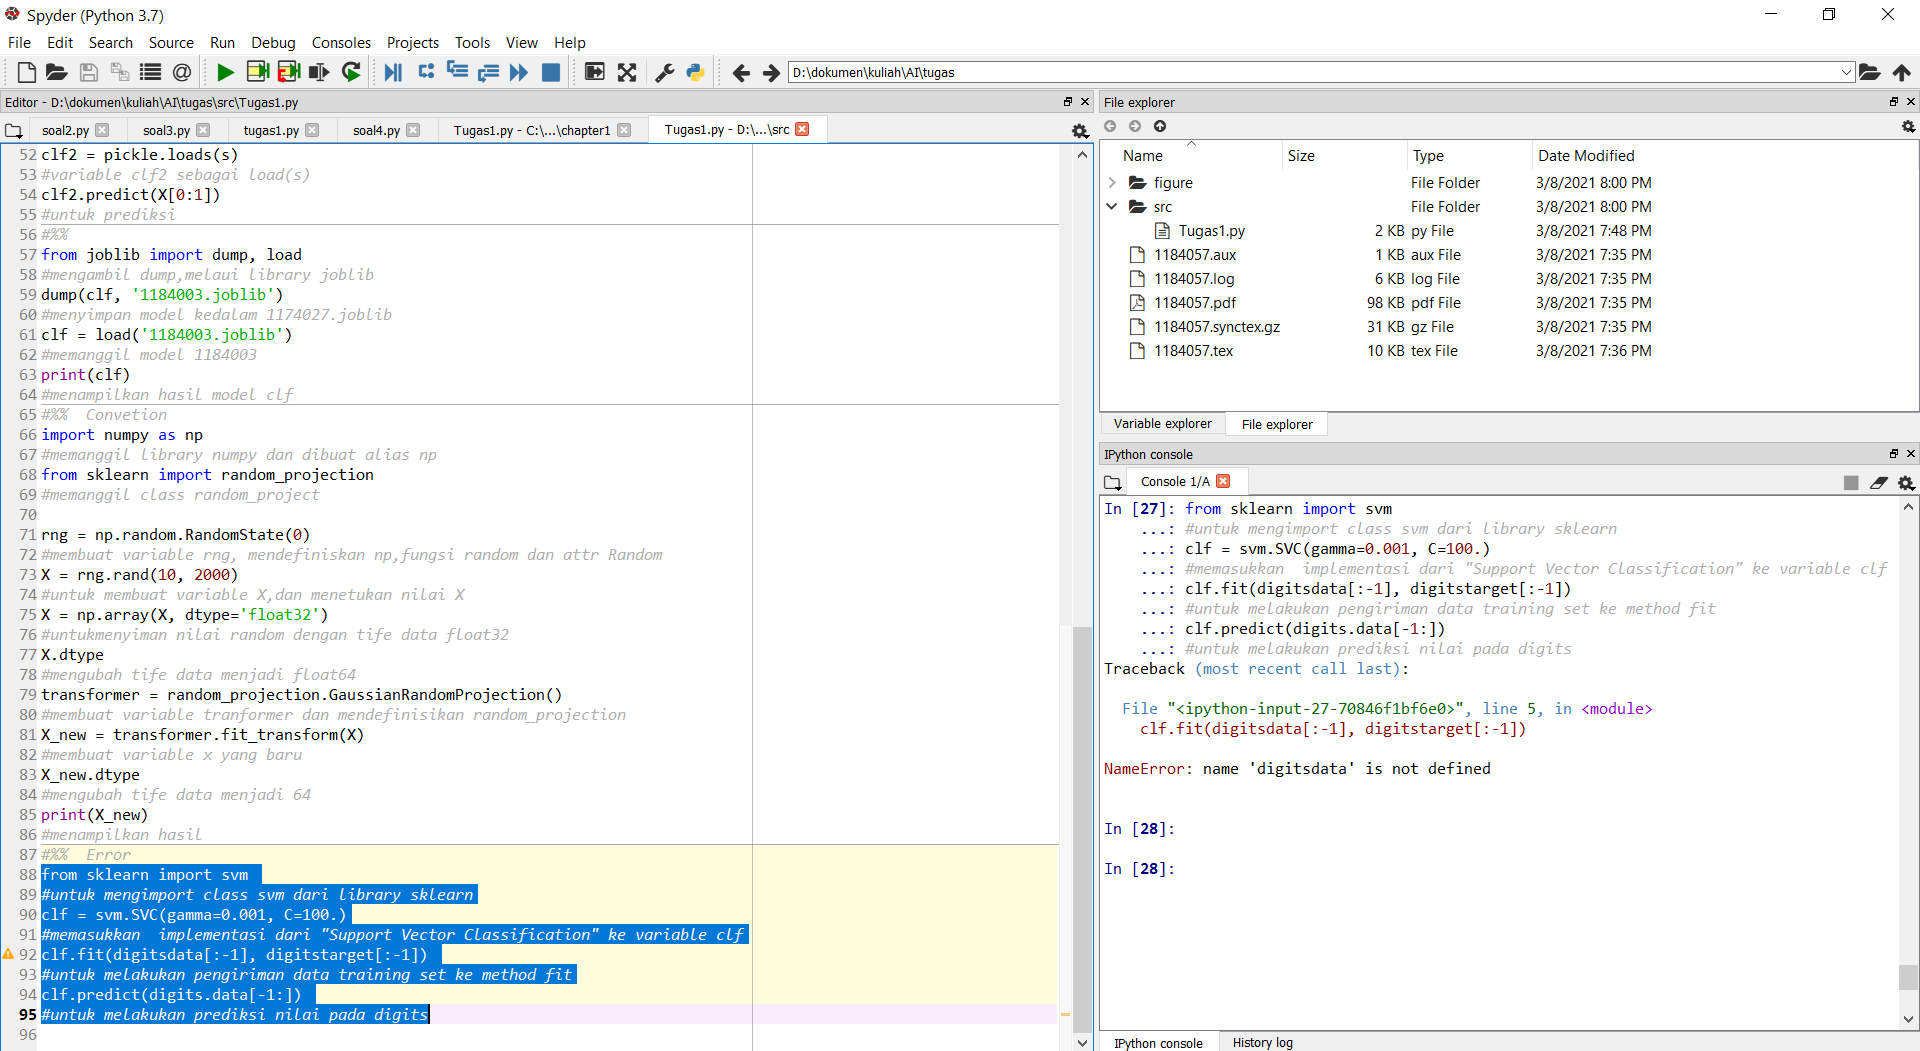 Spyder (Python 3.7)
File Edit Search Source Run Debug Consoles Projects Tools View Help
D:\dokumen\kuliah\AI\tugas
Editor - D:\dokumen\kuliah\AI\tugas\src\Tugas1.py
soal2.py soal3.py tugas1.py soal4.py Tugas1.py - C:\...\chapter1 Tugas1.py - D:\...\src
52 clf2 = pickle.loads(s)
53 #variable clf2 sebagai load(s)
54 clf2.predict(X[0:1])
55 #untuk prediksi
56 #%%
57 from joblib import dump, load
58 #mengambil dump,melaui library joblib
59 dump(clf, '1184003.joblib')
60 #menyimpan model kedalam 1174027.joblib
61 clf = load('1184003.joblib')
62 #memanggil model 1184003
63 print(clf)
64 #menampilkan hasil model clf
65 #%%  Convetion
66 import numpy as np
67 #memanggil library numpy dan dibuat alias np
68 from sklearn import random_projection
69 #memanggil class random_project
70
71 rng = np.random.RandomState(0)
72 #membuat variable rng, mendefiniskan np,fungsi random dan attr Random
73 X = rng.rand(10, 2000)
74 #untuk membuat variable X,dan menetukan nilai X
75 X = np.array(X, dtype='float32')
76 #untukmenyiman nilai random dengan tife data float32
77 X.dtype
78 #mengubah tife data menjadi float64
79 transformer = random_projection.GaussianRandomProjection()
80 #membuat variable tranformer dan mendefinisikan random_projection
81 X_new = transformer.fit_transform(X)
82 #membuat variable x yang baru
83 X_new.dtype
84 #mengubah tife data menjadi 64
85 print(X_new)
86 #menampilkan hasil
87 #%%  Error
88 from sklearn import svm
89 #untuk mengimport class svm dari library sklearn
90 clf = svm.SVC(gamma=0.001, C=100.)
91 #memasukkan  implementasi dari "Support Vector Classification" ke variable clf
92 clf.fit(digitsdata[:-1], digitstarget[:-1])
93 #untuk melakukan pengiriman data training set ke method fit
94 clf.predict(digits.data[-1:])
95 #untuk melakukan prediksi nilai pada digits
96
File explorer
Name Size Type Date Modified
figure File Folder 3/8/2021 8:00 PM
src File Folder 3/8/2021 8:00 PM
Tugas1.py 2 KB py File 3/8/2021 7:48 PM
1184057.aux 1 KB aux File 3/8/2021 7:35 PM
1184057.log 6 KB log File 3/8/2021 7:35 PM
1184057.pdf 98 KB pdf File 3/8/2021 7:35 PM
1184057.synctex.gz 31 KB gz File 3/8/2021 7:35 PM
1184057.tex 10 KB tex File 3/8/2021 7:36 PM
Variable explorer File explorer
IPython console
Console 1/A
In [27]: from sklearn import svm
...: #untuk mengimport class svm dari library sklearn
...: clf = svm.SVC(gamma=0.001, C=100.)
...: #memasukkan  implementasi dari "Support Vector Classification" ke variable clf
...: clf.fit(digitsdata[:-1], digitstarget[:-1])
...: #untuk melakukan pengiriman data training set ke method fit
...: clf.predict(digits.data[-1:])
...: #untuk melakukan prediksi nilai pada digits
Traceback (most recent call last):
File "<ipython-input-27-70846f1bf6e0>", line 5, in <module>
clf.fit(digitsdata[:-1], digitstarget[:-1])
NameError: name 'digitsdata' is not defined
In [28]:
In [28]:
IPython console History log